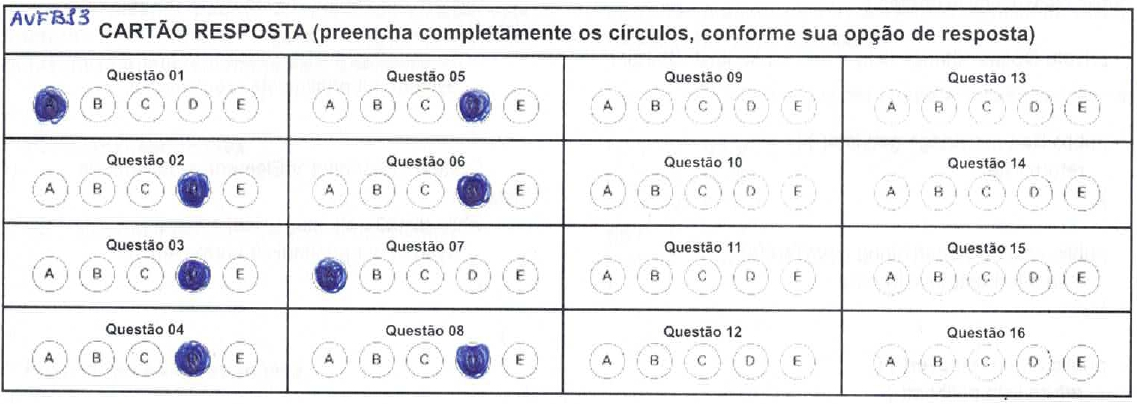 AVFBS3
CARTÃO RESPOSTA (preencha completamente os círculos, conforme sua opção de resposta)
Questão 01 Questão 05 Questão 09 Questão 13
A B C D E A B C E A B C D E A B C D E
Questão 02 Questão 06 Questão 10 Questão 14
A B C E A B C E A B C D E A B C D E
Questão 03 Questão 07 Questão 11 Questão 15
A B C E A B C D E A B C D E A B C D E
Questão 04 Questão 08 Questão 12 Questão 16
A B C E A B C E A B C D E A B C D E